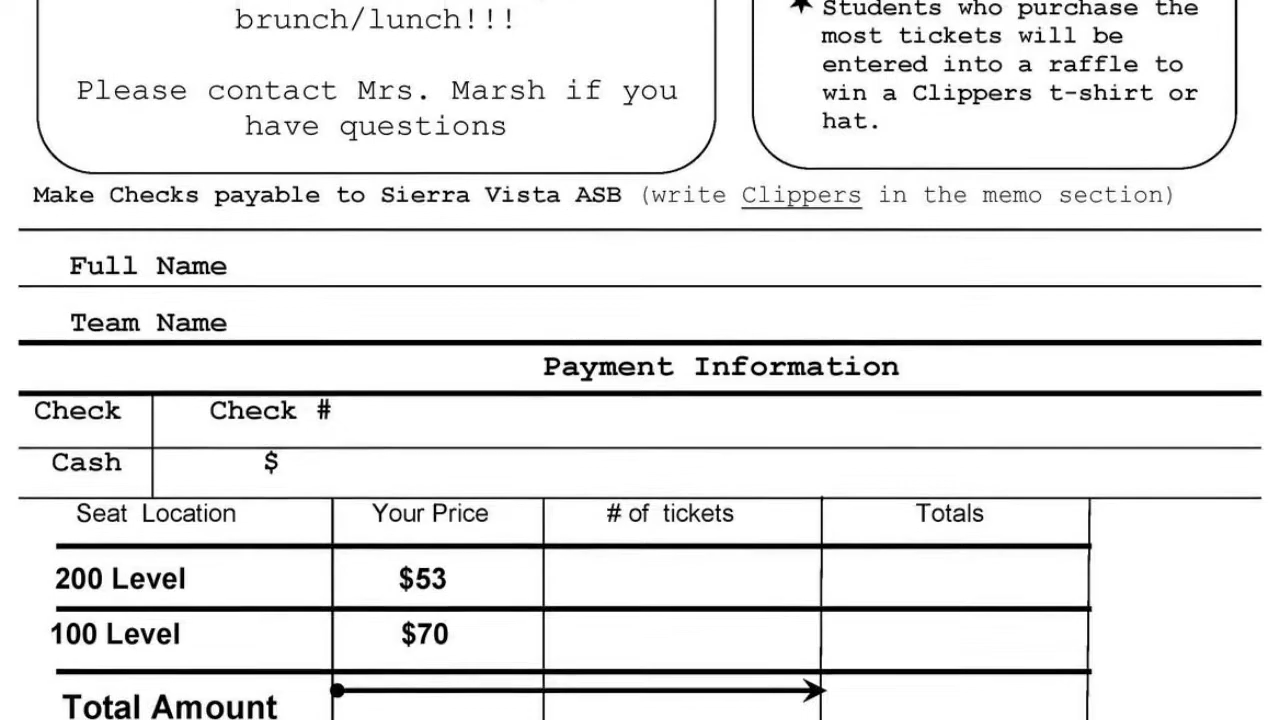 brunch/lunch!!!
Please contact Mrs. Marsh if you
have questions
Students who purchase the
most tickets will be
entered into a raffle to
win a Clippers t-shirt or
hat.
Make Checks payable to Sierra Vista ASB (write Clippers in the memo section)
Full Name
Team Name
Payment Information
Check Check #
Cash $
Seat Location Your Price # of tickets Totals
200 Level $53
100 Level $70
Total Amount